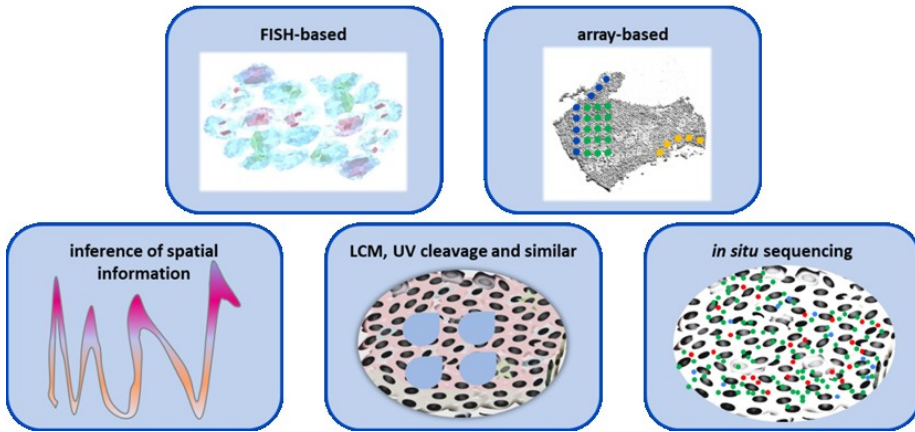 FISH-based
array-based
inference of spatial
information
LCM, UV cleavage and similar
in situ sequencing